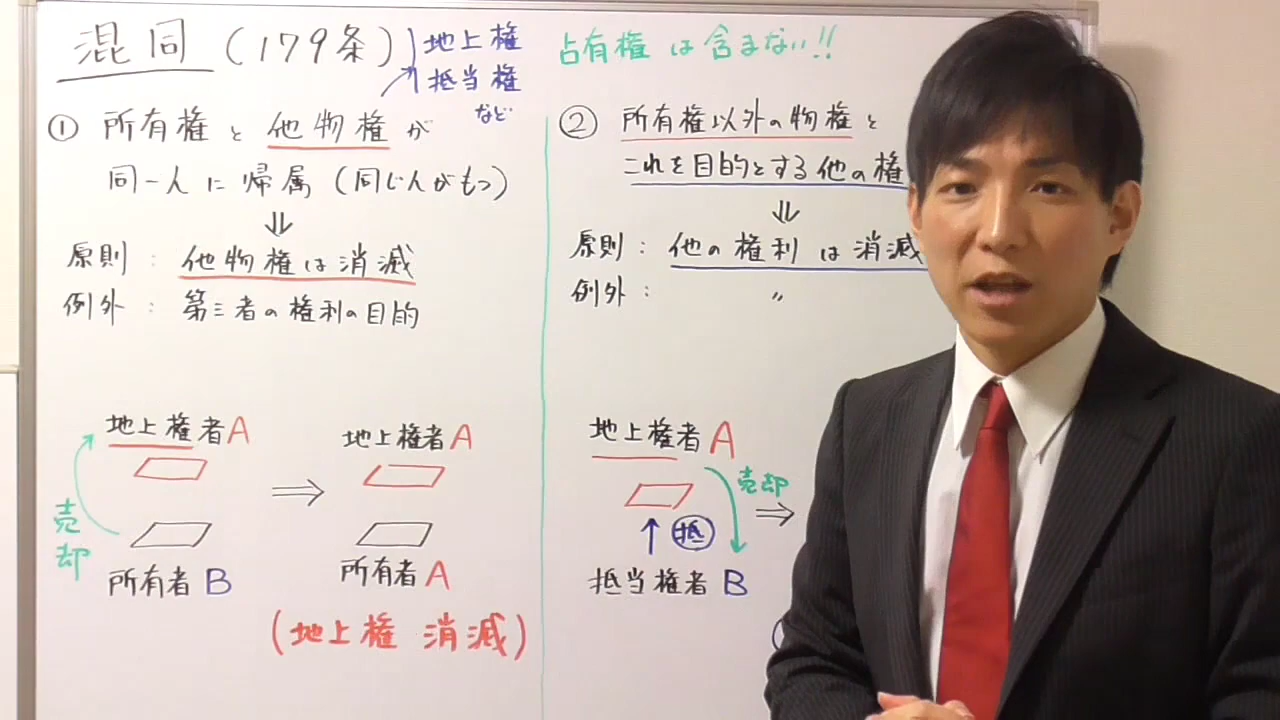 混同(179条)
地上権
抵当権
など
占有権は含まない!!
① 所有権と他物権が
同一人に帰属(同じ人がもつ)
⇓
原則:他物権は消滅
例外:第三者の権利の目的
地上権者A
売却
所有者B
⇒
地上権者A
所有者A
(地上権 消滅)
② 所有権以外の物権と
これを目的とする他の権
⇓
原則:他の権利は消滅
例外: 〃
地上権者A
売却
⇒
↑ 抵
抵当権者B